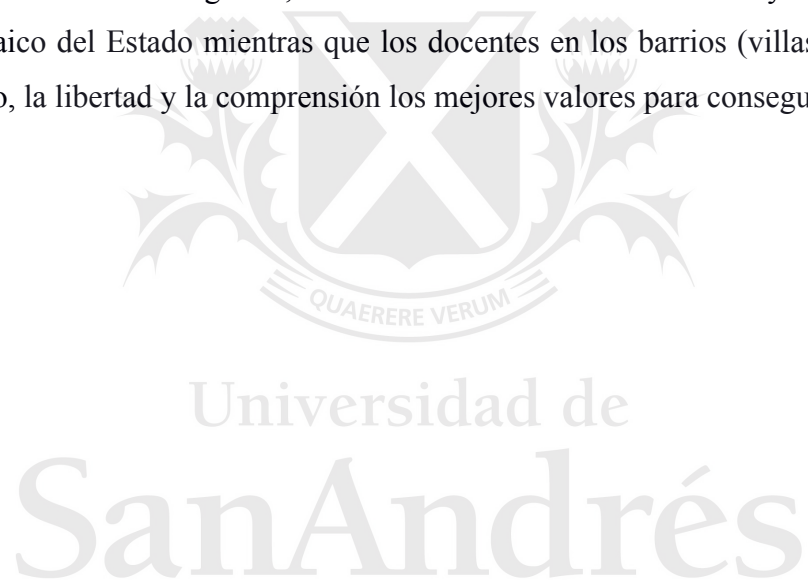 aico del Estado mientras que los docentes en los barrios (villas
o, la libertad y la comprensión los mejores valores para consegu
QUAERERE VERUM
Universidad de
SanAndrés